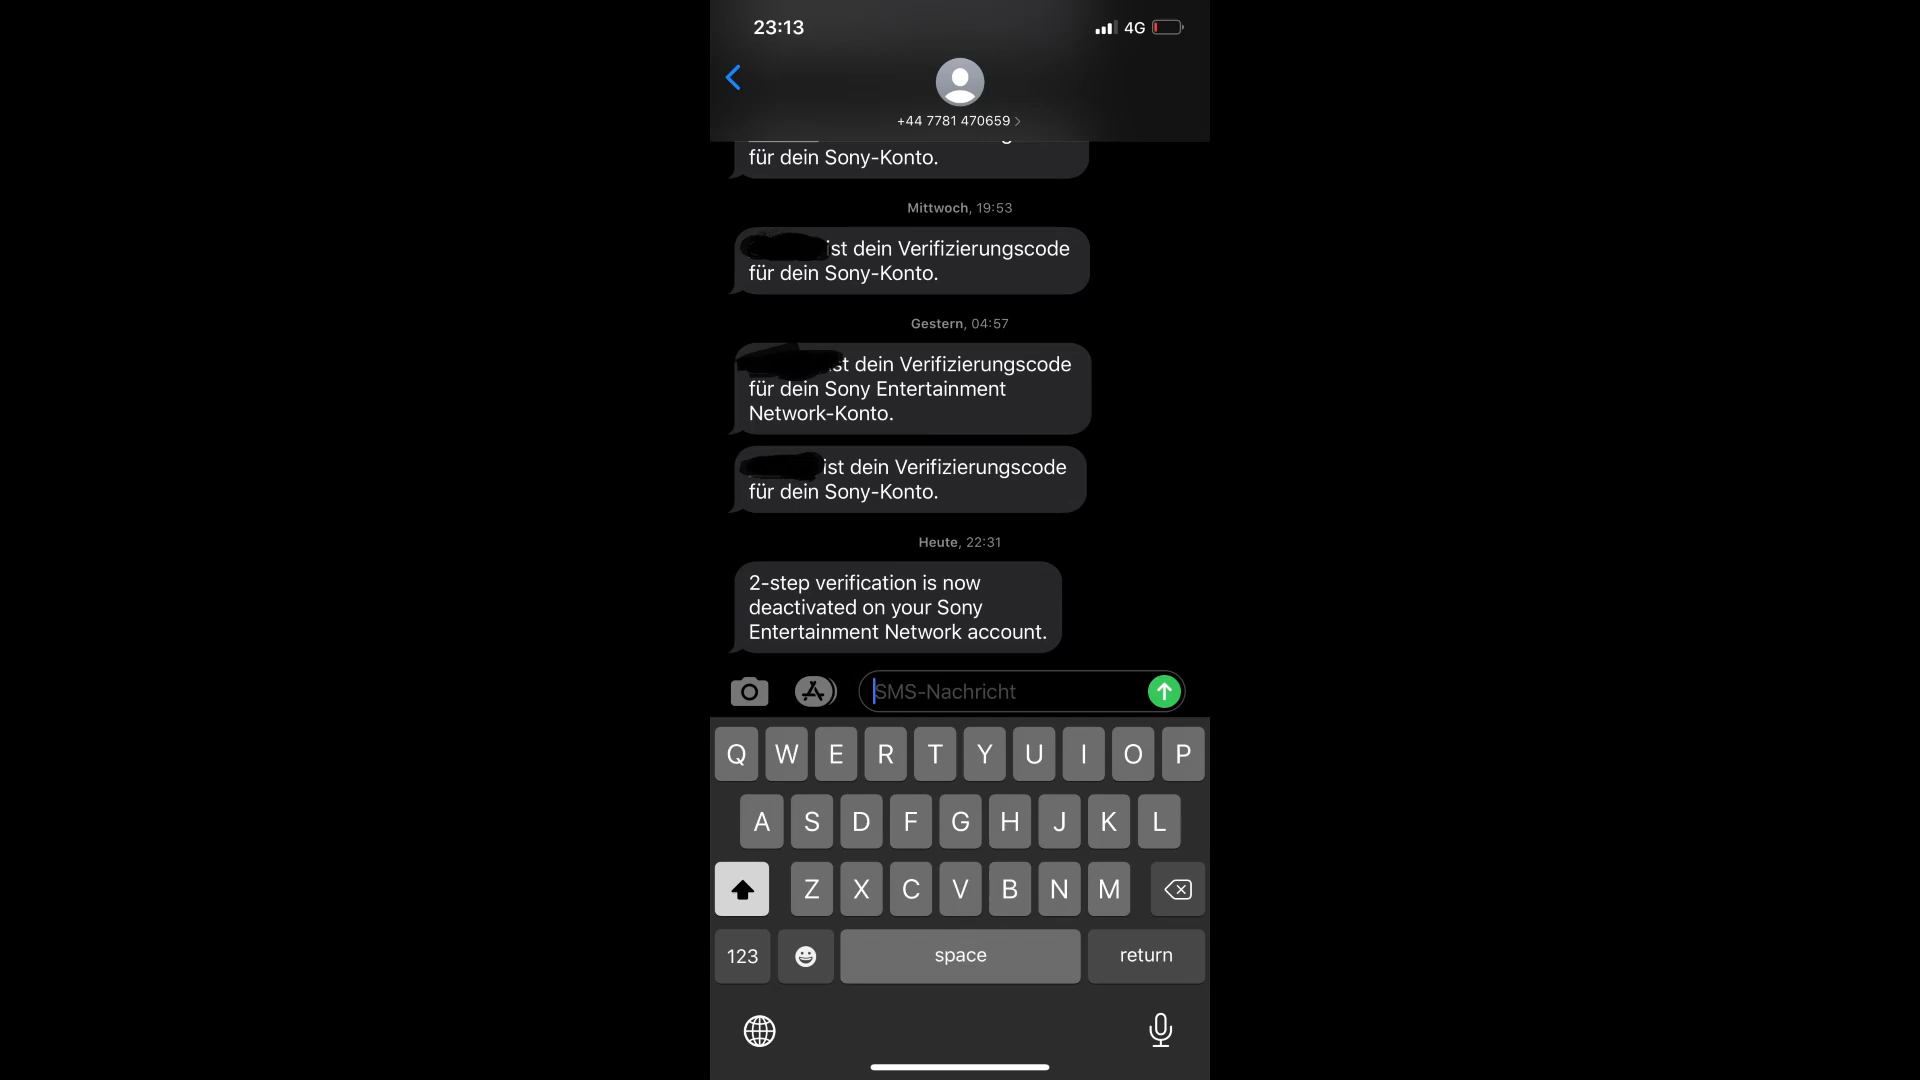 23:13
4G
+44 7781 470659
für dein Sony-Konto.
Mittwoch, 19:53
ist dein Verifizierungscode
für dein Sony-Konto.
Gestern, 04:57
ist dein Verifizierungscode
für dein Sony Entertainment
Network-Konto.
ist dein Verifizierungscode
für dein Sony-Konto.
Heute, 22:31
2-step verification is now
deactivated on your Sony
Entertainment Network account.
SMS-Nachricht
Q W E R T Y U I O P
A S D F G H J K L
Z X C V B N M
123 space return